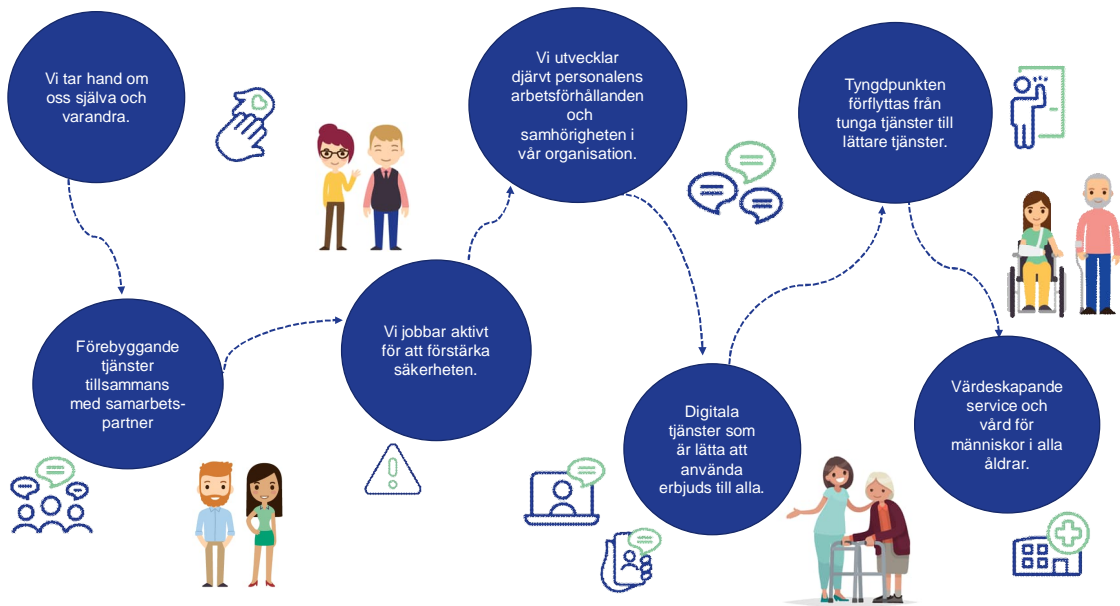 Vi tar hand om
oss själva och
varandra.
Förebyggande
tjänster
tillsammans
med samarbets-
partner
Vi jobbar aktivt
för att förstärka
säkerheten.
Vi utvecklar
djärvt personalens
arbetsförhållanden
och
samhörigheten i
vår organisation.
Digitala
tjänster som
är lätta att
använda
erbjuds till alla.
Tyngdpunkten
förflyttas från
tunga tjänster till
lättare tjänster.
Värdeskapande
service och
vård för
människor i alla
åldrar.